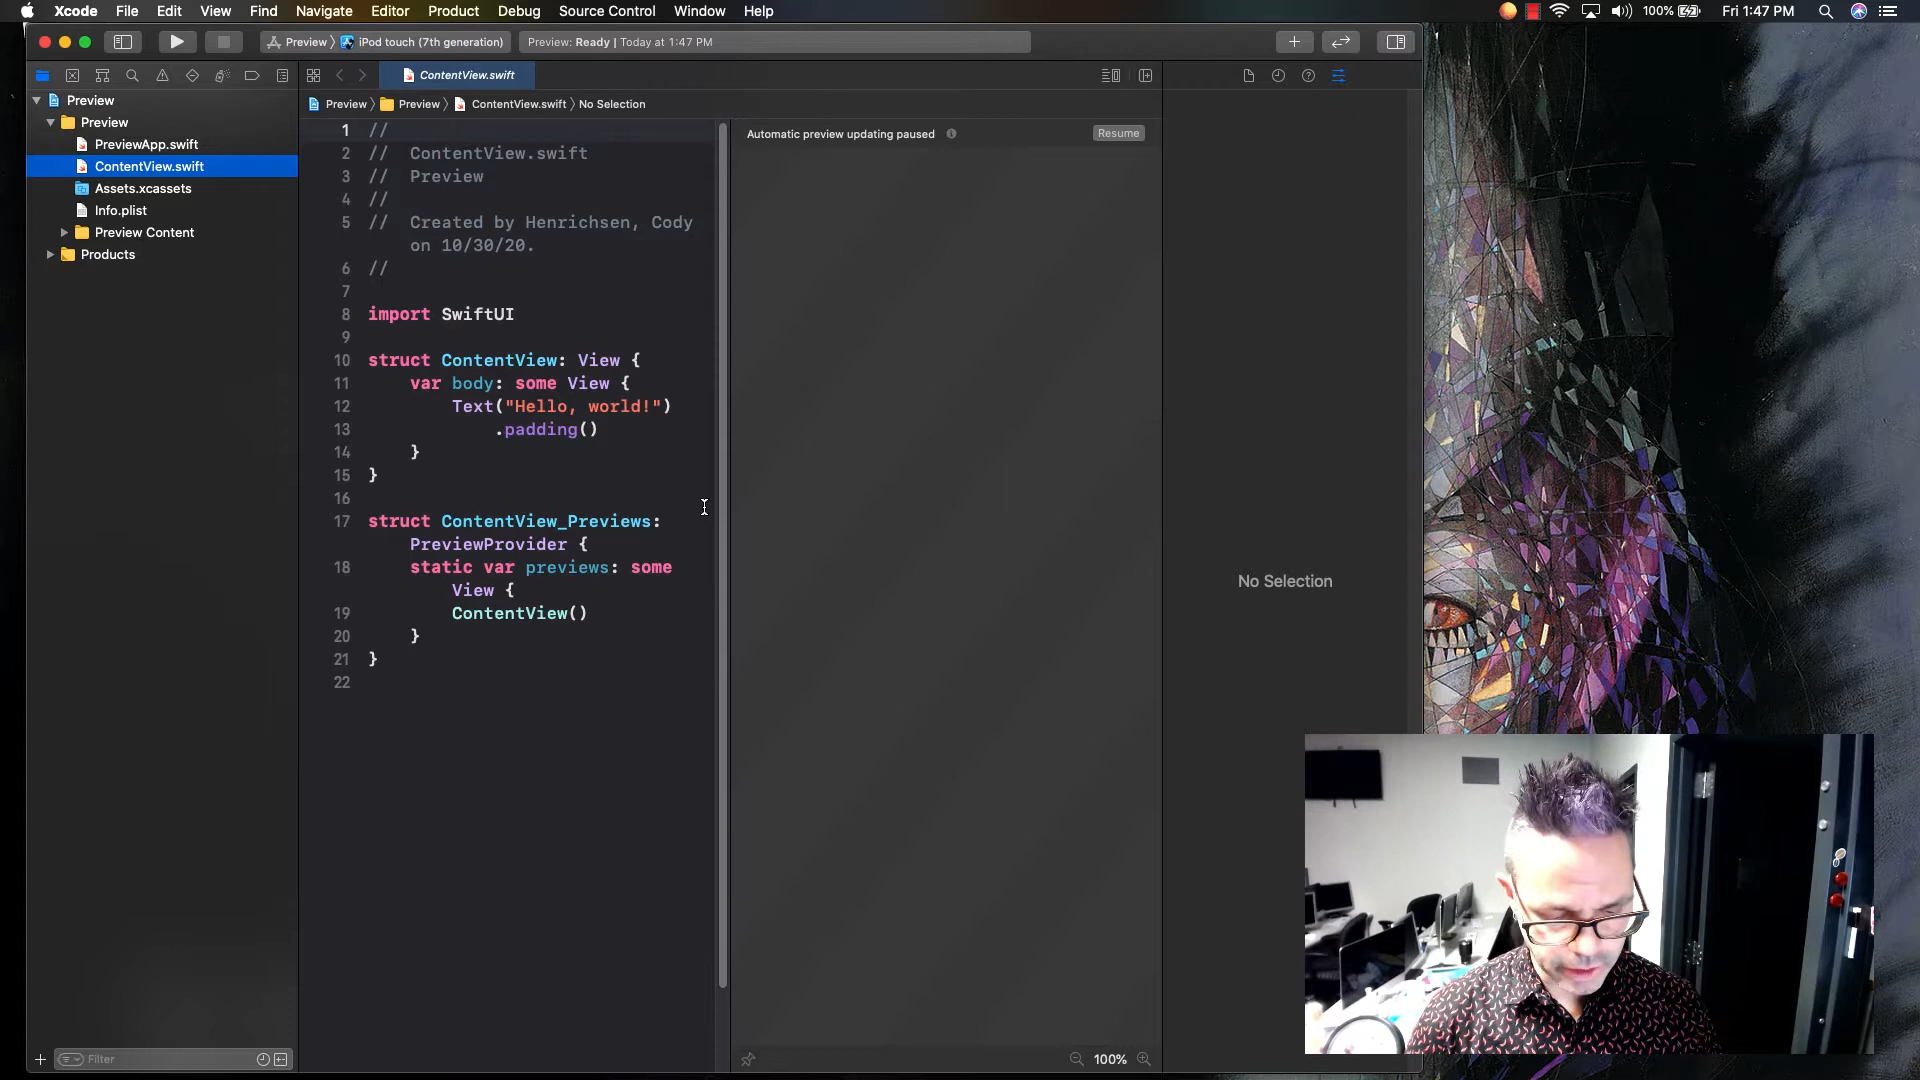 Xcode File Edit View Find Navigate Editor Product Debug Source Control Window Help 100% Fri 1:47 PM
Preview 〉 iPod touch (7th generation) Preview: Ready | Today at 1:47 PM
ContentView.swift
Preview 〉 Preview 〉 ContentView.swift 〉 No Selection
Preview
Preview
PreviewApp.swift
ContentView.swift
Assets.xcassets
Info.plist
Preview Content
Products
Filter
1 //
2 // ContentView.swift
3 // Preview
4 //
5 // Created by Henrichsen, Cody
on 10/30/20.
6 //
7
8 import SwiftUI
9
10 struct ContentView: View {
11 var body: some View {
12 Text("Hello, world!")
13 .padding()
14 }
15 }
16
17 struct ContentView_Previews:
PreviewProvider {
18 static var previews: some
View {
19 ContentView()
20 }
21 }
22
Automatic preview updating paused Resume
100%
No Selection